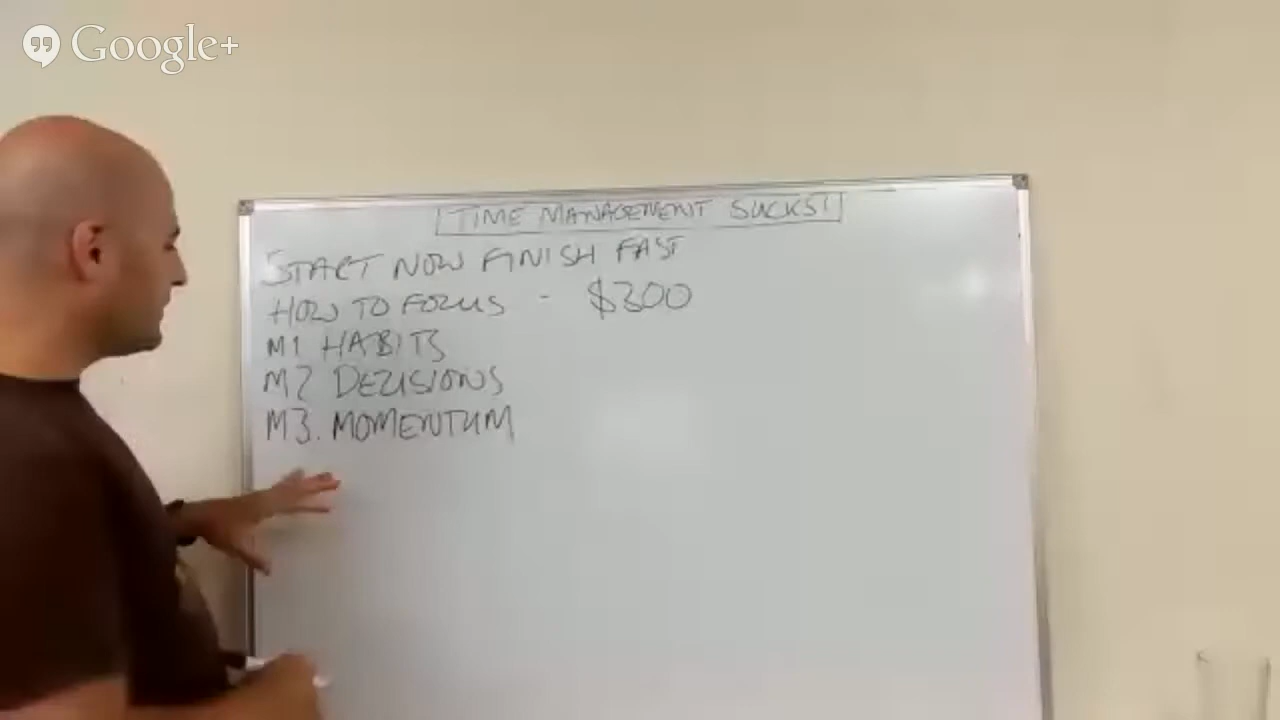 Google+
TIME MANAGEMENT SUCKS!
START NOW FINISH FAST
HOW TO FOCUS - $300
M1 HABITS
M2 DECISIONS
M3. MOMENTUM